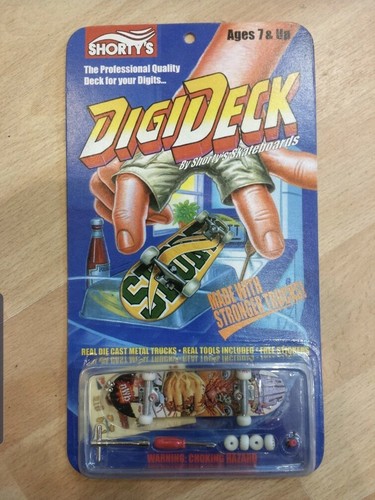 SHORTY'S
Ages 7 & Up
The Professional Quality
Deck for your Digits...
DIGIDECK
By Shorty's Skateboards
MADE WITH
STRONGER TRUCKS!
REAL DIE CAST METAL TRUCKS • REAL TOOLS INCLUDED • FREE STICKERS
WARNING: CHOKING HAZARD